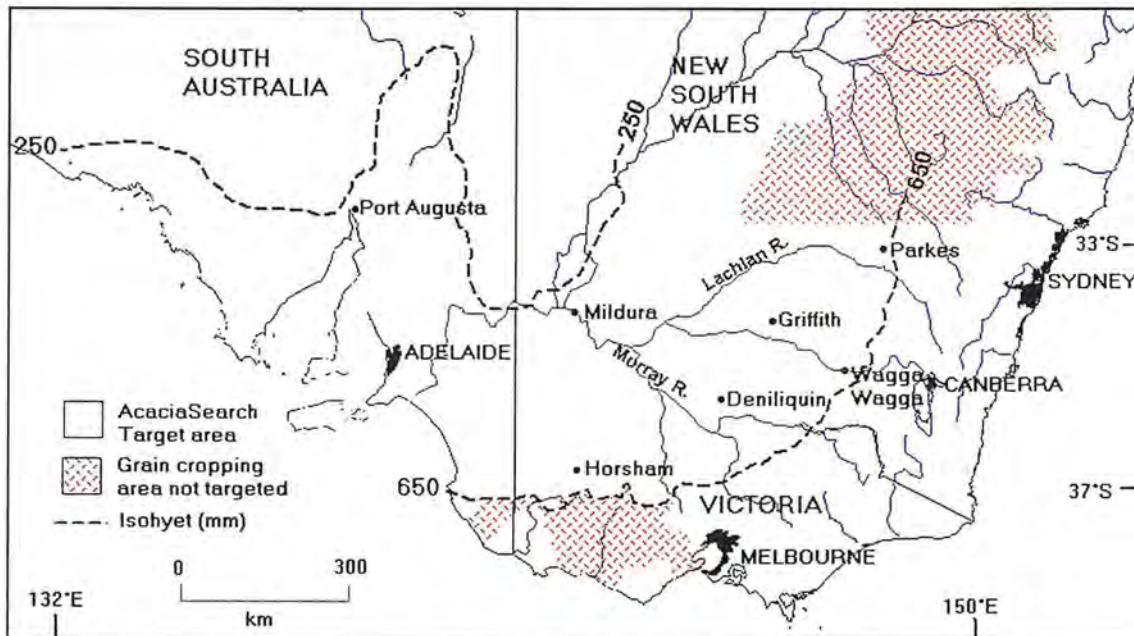 SOUTH
AUSTRALIA
NEW
SOUTH
WALES
250
250
650
Port Augusta
Parkes
33°S
Lachlan R.
SYDNEY
Mildura
Griffith
ADELAIDE
Murray R.
Wagga
Wagga
CANBERRA
Deniliquin
AcaciaSearch
Target area
Grain cropping
area not targeted
Isohyet (mm)
Horsham
650
37°S
VICTORIA
MELBOURNE
0 300
km
132°E
150°E